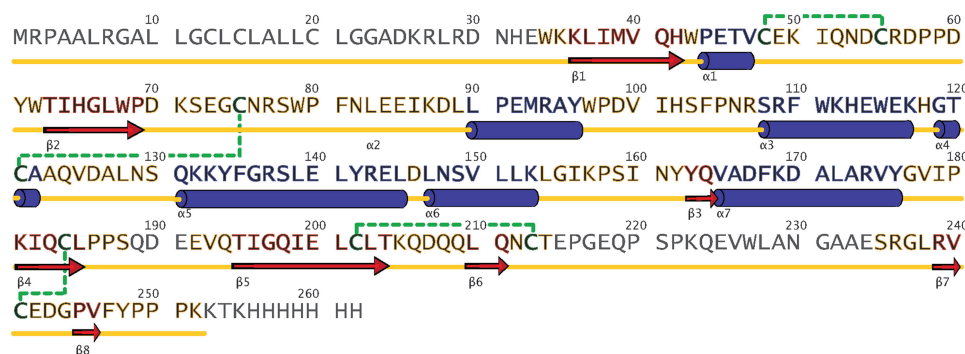 10 20 30 40 50 60
MRPAALRGAL LGCLCLALLC LGGADKRLRD NHEWKKLIMV QHWPETVCEK IQNDCRDPPD
β1 α1
70 80 90 100 110 120
YWTIHGLWPD KSEGCNRSWP FNLEEIKDLL PEMRAYWPDV IHSFPNRSRF WKHEWEKHGT
β2 α2 α3 α4
130 140 150 160 170 180
CAAQVDALNS QKKYFGRSLE LYRELDLNSV LLKLGIKPSI NYYQVADFKD ALARVYGVIP
α5 α6 β3 α7
190 200 210 220 230 240
KIQCLPPSQD EEVQTIGQIE LCLTKQDQQL QNCTEPGEQP SPKQEVWLAN GAAESRGLRV
β4 β5 β6 β7
250 260
CEDGPVFYPP PKKTKHHHHH HH
β8